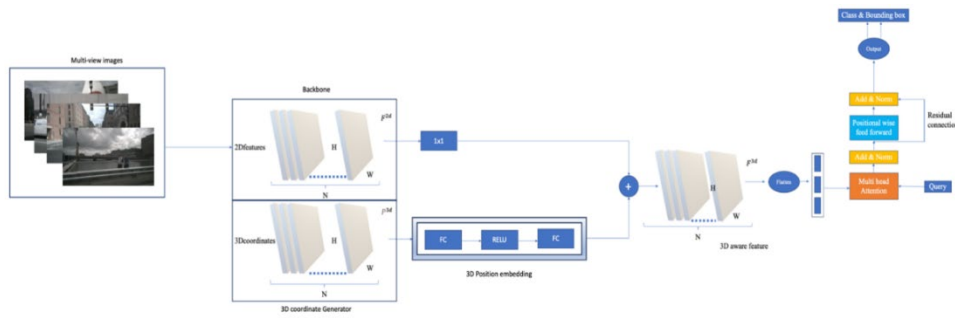 Class & Bounding box
Output
Add & Norm
Positional wise
feed forward
Residual
connection
Add & Norm
Multi head
Attention
Query
Multi-view images
Backbone
2Dfeatures
H
W
N
1x1
3Dcoordinates
H
W
N
3D coordinate Generator
FC
RELU
FC
3D Position embedding
+
H
W
N
3D aware feature
Flatten